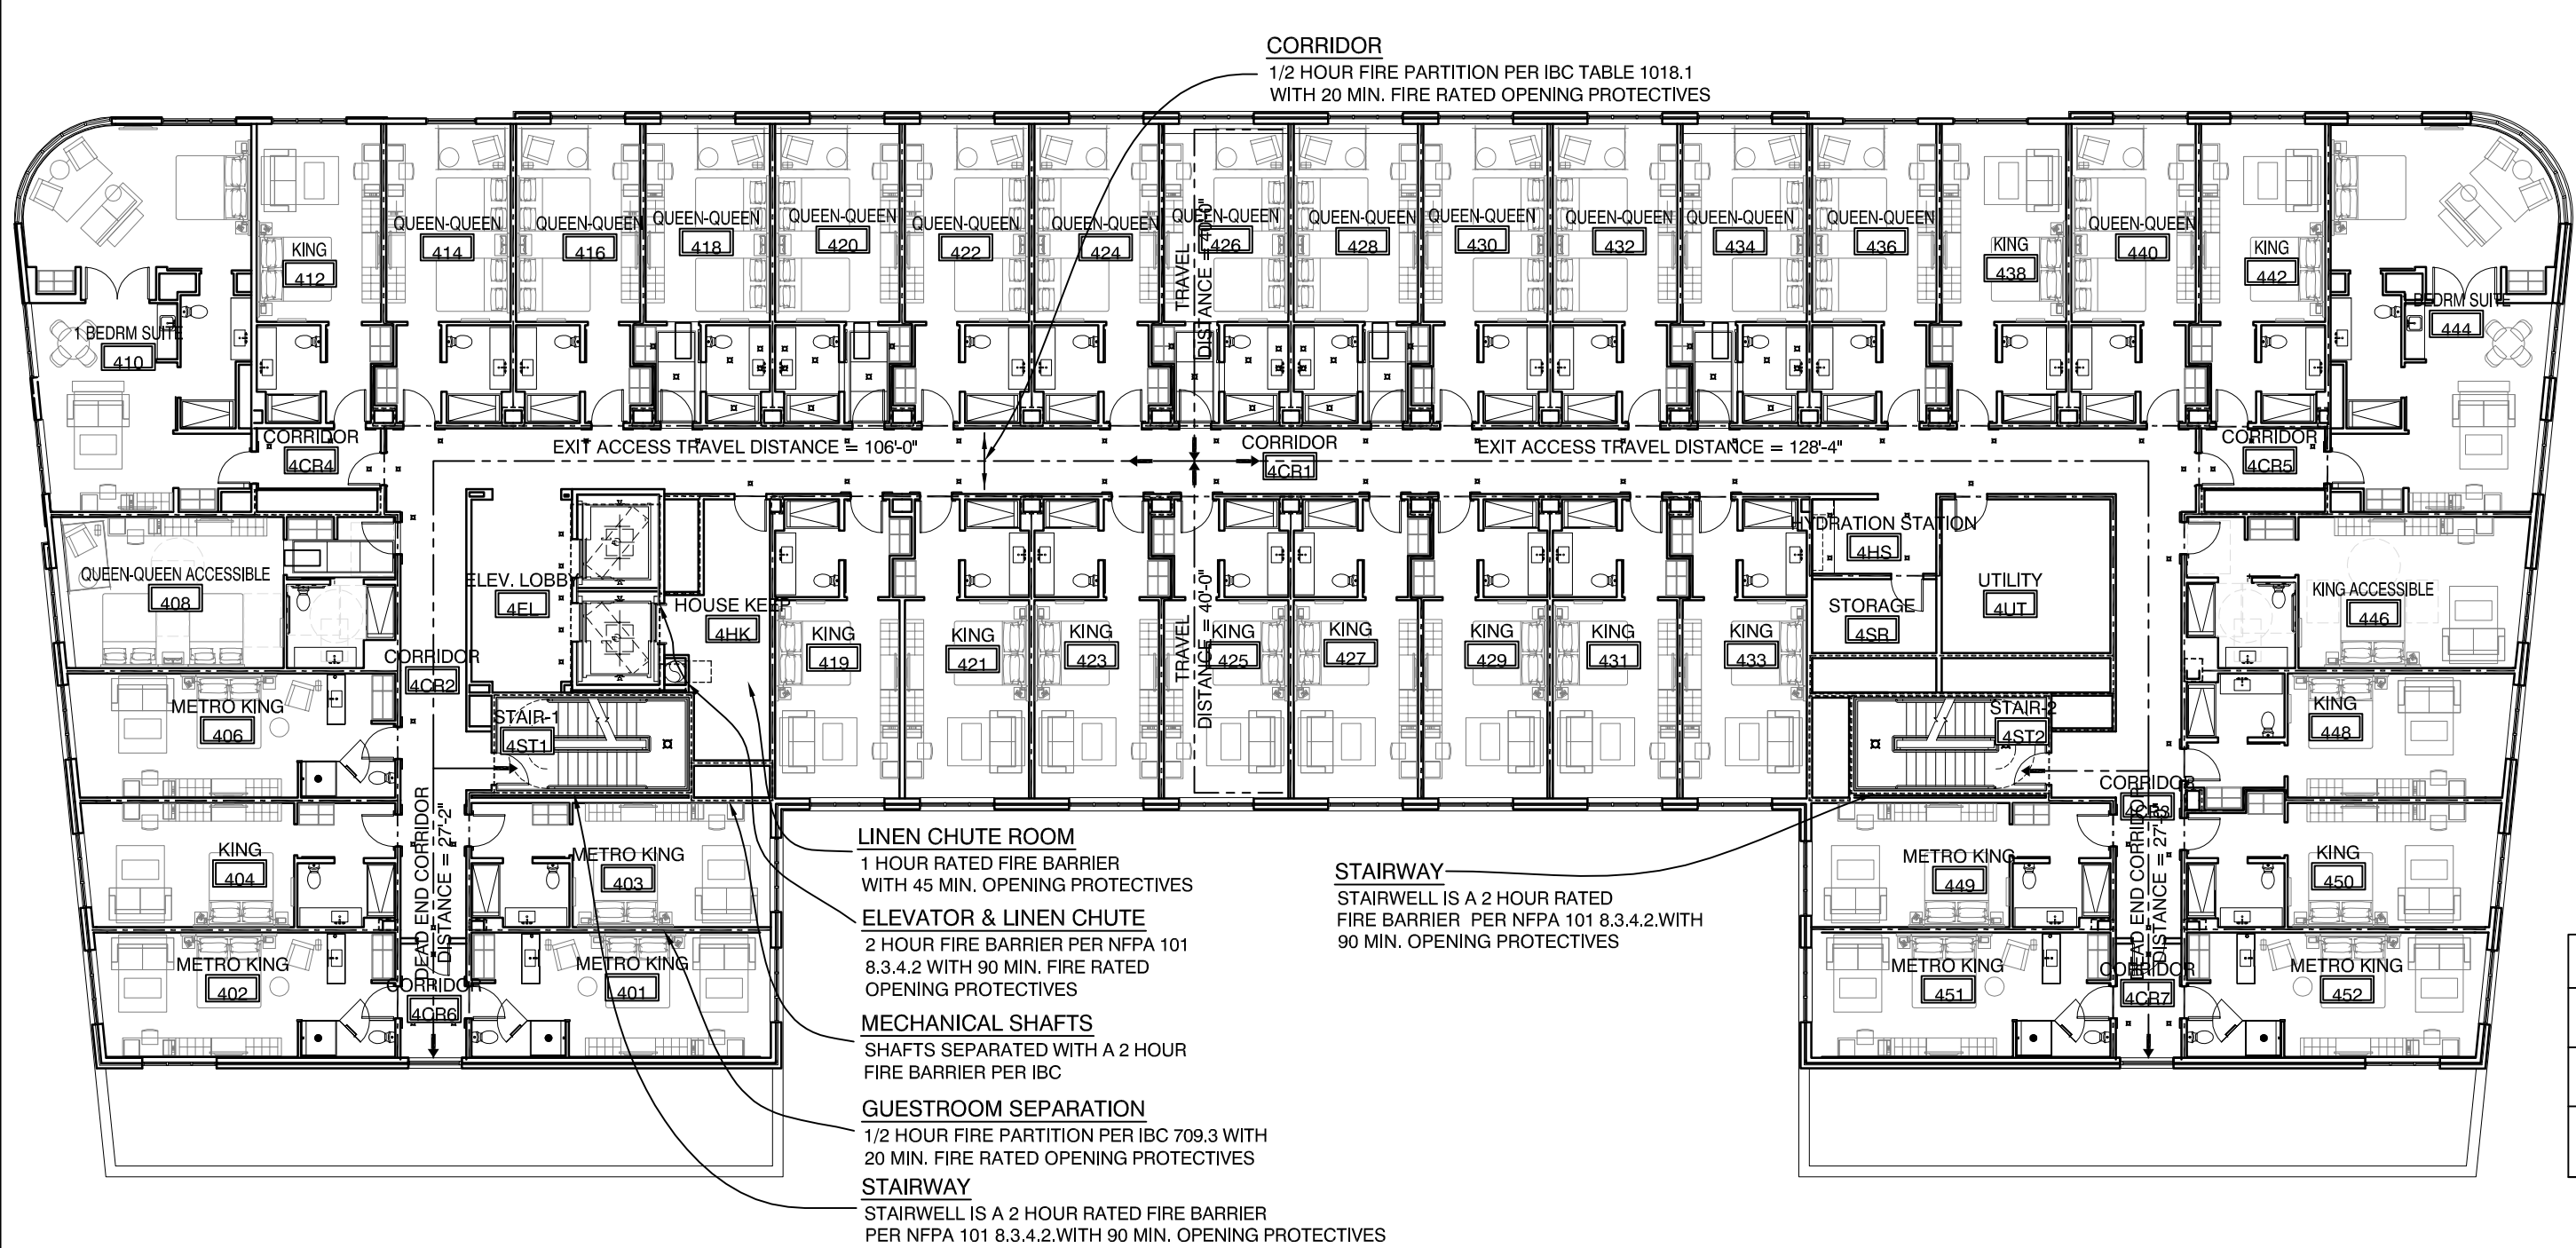 CORRIDOR
1/2 HOUR FIRE PARTITION PER IBC TABLE 1018.1
WITH 20 MIN. FIRE RATED OPENING PROTECTIVES
1 BEDRM SUITE
410
KING
412
QUEEN-QUEEN
414
QUEEN-QUEEN
416
QUEEN-QUEEN
418
QUEEN-QUEEN
420
QUEEN-QUEEN
422
QUEEN-QUEEN
424
QUEEN-QUEEN
426
TRAVEL
DISTANCE = 40'-0"
QUEEN-QUEEN
428
QUEEN-QUEEN
430
QUEEN-QUEEN
432
QUEEN-QUEEN
434
QUEEN-QUEEN
436
KING
438
QUEEN-QUEEN
440
KING
442
BEDRM SUITE
444
CORRIDOR
4CR4
EXIT ACCESS TRAVEL DISTANCE = 106'-0"
CORRIDOR
4CR1
EXIT ACCESS TRAVEL DISTANCE = 128'-4"
CORRIDOR
4CR5
QUEEN-QUEEN ACCESSIBLE
408
ELEV. LOBBY
4EL
HOUSE KEEP
4HK
KING
419
KING
421
KING
423
TRAVEL
DISTANCE = 40'-0"
KING
425
KING
427
KING
429
KING
431
KING
433
HYDRATION STATION
4HS
STORAGE
4SR
UTILITY
4UT
KING ACCESSIBLE
446
CORRIDOR
4CR2
METRO KING
406
STAIR-1
4ST1
STAIR-2
4ST2
KING
448
CORRIDOR
KING
404
DEAD END CORRIDOR
DISTANCE = 27'-2"
METRO KING
403
METRO KING
449
DEAD END CORRIDOR
KING
450
METRO KING
402
CORRIDOR
4CR6
METRO KING
401
METRO KING
451
CORRIDOR
4CR7
METRO KING
452
LINEN CHUTE ROOM
1 HOUR RATED FIRE BARRIER
WITH 45 MIN. OPENING PROTECTIVES
ELEVATOR & LINEN CHUTE
2 HOUR FIRE BARRIER PER NFPA 101
8.3.4.2 WITH 90 MIN. FIRE RATED
OPENING PROTECTIVES
MECHANICAL SHAFTS
SHAFTS SEPARATED WITH A 2 HOUR
FIRE BARRIER PER IBC
GUESTROOM SEPARATION
1/2 HOUR FIRE PARTITION PER IBC 709.3 WITH
20 MIN. FIRE RATED OPENING PROTECTIVES
STAIRWAY
STAIRWELL IS A 2 HOUR RATED FIRE BARRIER
PER NFPA 101 8.3.4.2.WITH 90 MIN. OPENING PROTECTIVES
STAIRWAY
STAIRWELL IS A 2 HOUR RATED
FIRE BARRIER PER NFPA 101 8.3.4.2.WITH
90 MIN. OPENING PROTECTIVES